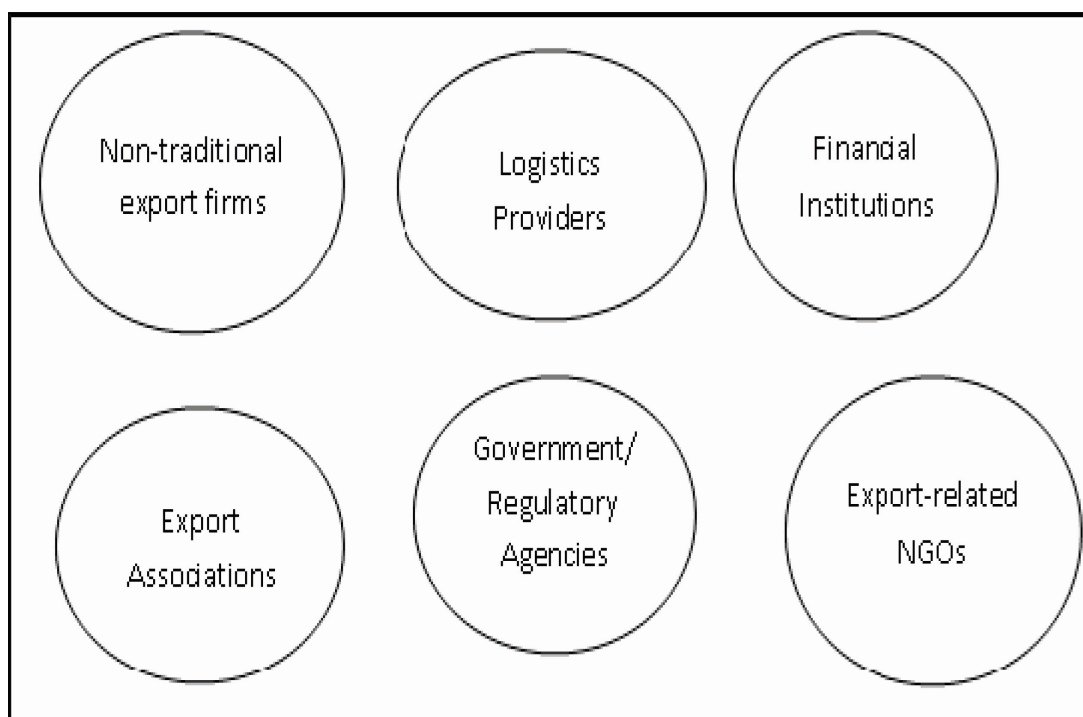 Non-traditional
export firms
Logistics
Providers
Financial
Institutions
Export
Associations
Government/
Regulatory
Agencies
Export-related
NGOs